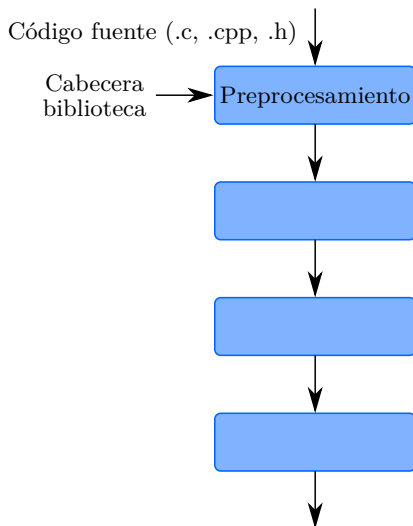 Código fuente (.c, .cpp, .h)
Cabecera
biblioteca
Preprocesamiento